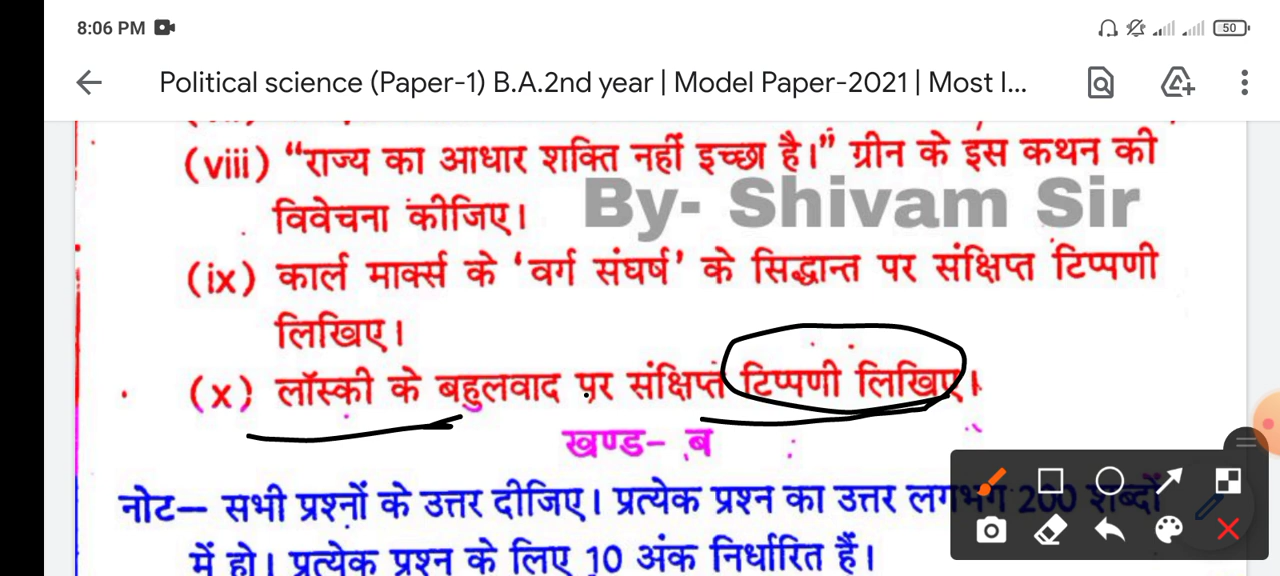 8:06 PM
50
Political science (Paper-1) B.A.2nd year | Model Paper-2021 | Most I...
(viii) “राज्य का आधार शक्ति नहीं इच्छा है।” ग्रीन के इस कथन की
विवेचना कीजिए।
By- Shivam Sir
(ix) कार्ल मार्क्स के ‘वर्ग संघर्ष’ के सिद्धान्त पर संक्षिप्त टिप्पणी
लिखिए।
(x) लॉस्की के बहुलवाद पर संक्षिप्त टिप्पणी लिखिए।
खण्ड- ब
नोट– सभी प्रश्नों के उत्तर दीजिए। प्रत्येक प्रश्न का उत्तर लगभग 200 शब्दों
में हो। प्रत्येक प्रश्न के लिए 10 अंक निर्धारित हैं।